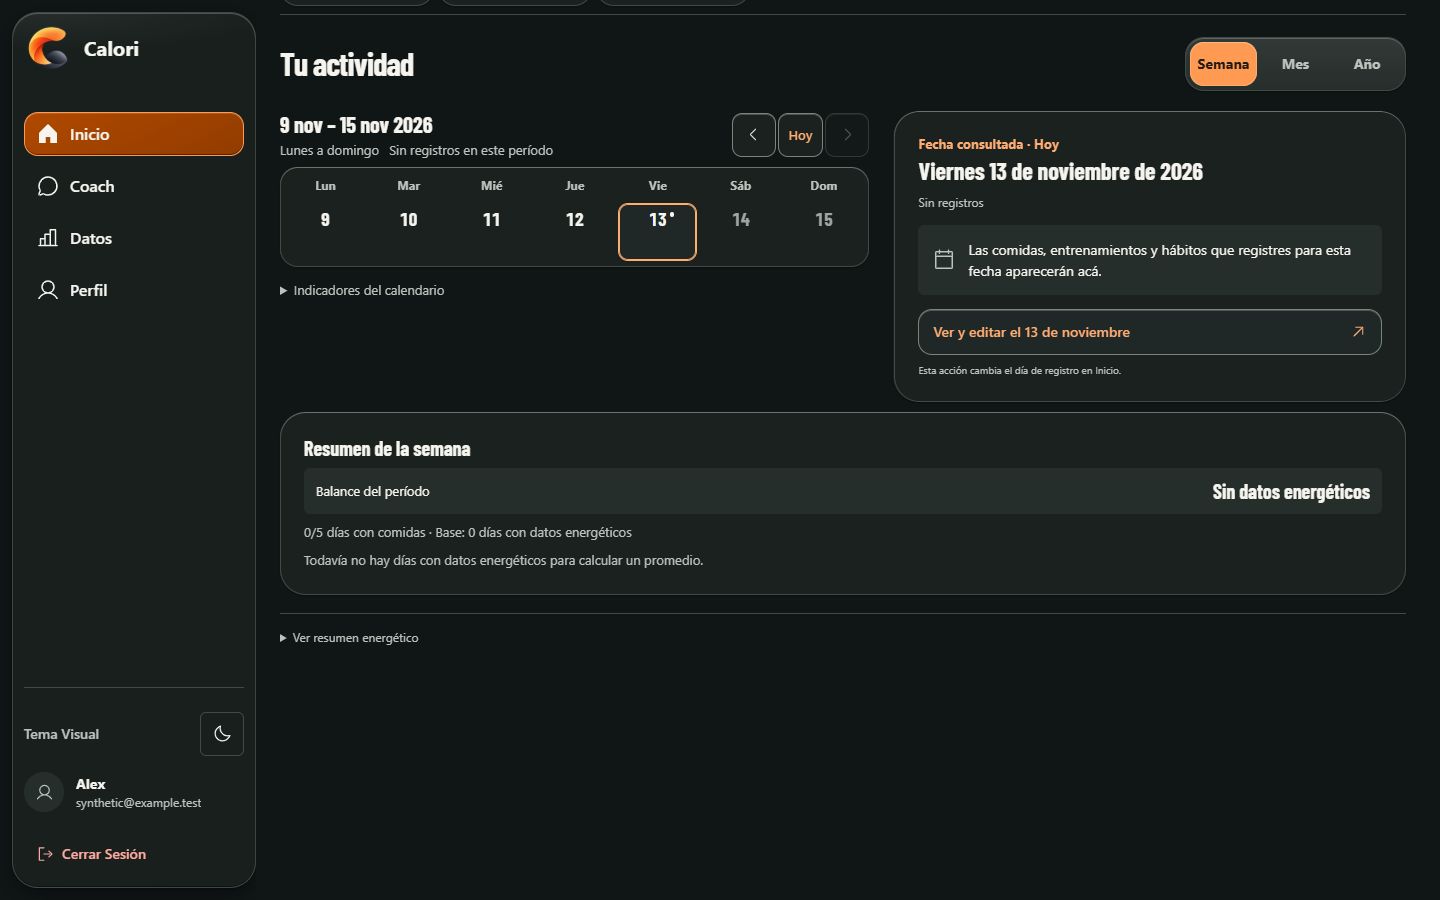 Calori
Inicio
Coach
Datos
Perfil
Tema Visual
Alex
synthetic@example.test
Cerrar Sesión
Tu actividad
Semana
Mes
Año
9 nov – 15 nov 2026
Lunes a domingo Sin registros en este período
Hoy
Lun Mar Mié Jue Vie Sáb Dom
9 10 11 12 13 14 15
Indicadores del calendario
Fecha consultada · Hoy
Viernes 13 de noviembre de 2026
Sin registros
Las comidas, entrenamientos y hábitos que registres para esta
fecha aparecerán acá.
Ver y editar el 13 de noviembre
Esta acción cambia el día de registro en Inicio.
Resumen de la semana
Balance del período
Sin datos energéticos
0/5 días con comidas · Base: 0 días con datos energéticos
Todavía no hay días con datos energéticos para calcular un promedio.
Ver resumen energético